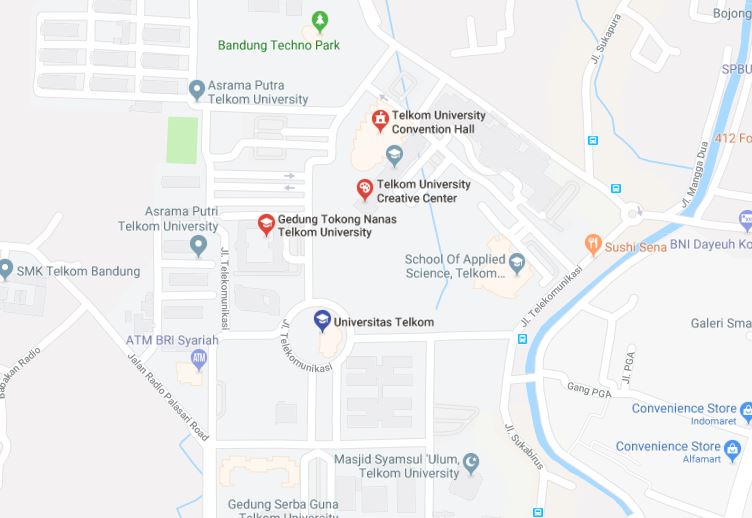 Bandung Techno Park
Bojong
Jl. Sukapura
SPBU
Asrama Putra
Telkom University
Telkom University
Convention Hall
412 Fo
Jl. Mangga Dua
Telkom University
Creative Center
Asrama Putri
Telkom University
Gedung Tokong Nanas
Telkom University
Sushi Sena
BNI Dayeuh Ko
SMK Telkom Bandung
School Of Applied
Science, Telkom...
Jl. Telekomunikasi
Jl. Telekomunikasi
Universitas Telkom
Galeri Sma
ATM BRI Syariah
ATM
Jl. Telekomunikasi
Babakan Radio
Jalan Radio Palasari Road
Jl. PGA
Gang PGA
Convenience Store
Indomaret
Jl. Sukabirus
Convenience Store
Alfamart
Masjid Syamsul 'Ulum,
Telkom University
Gedung Serba Guna
Telkom University